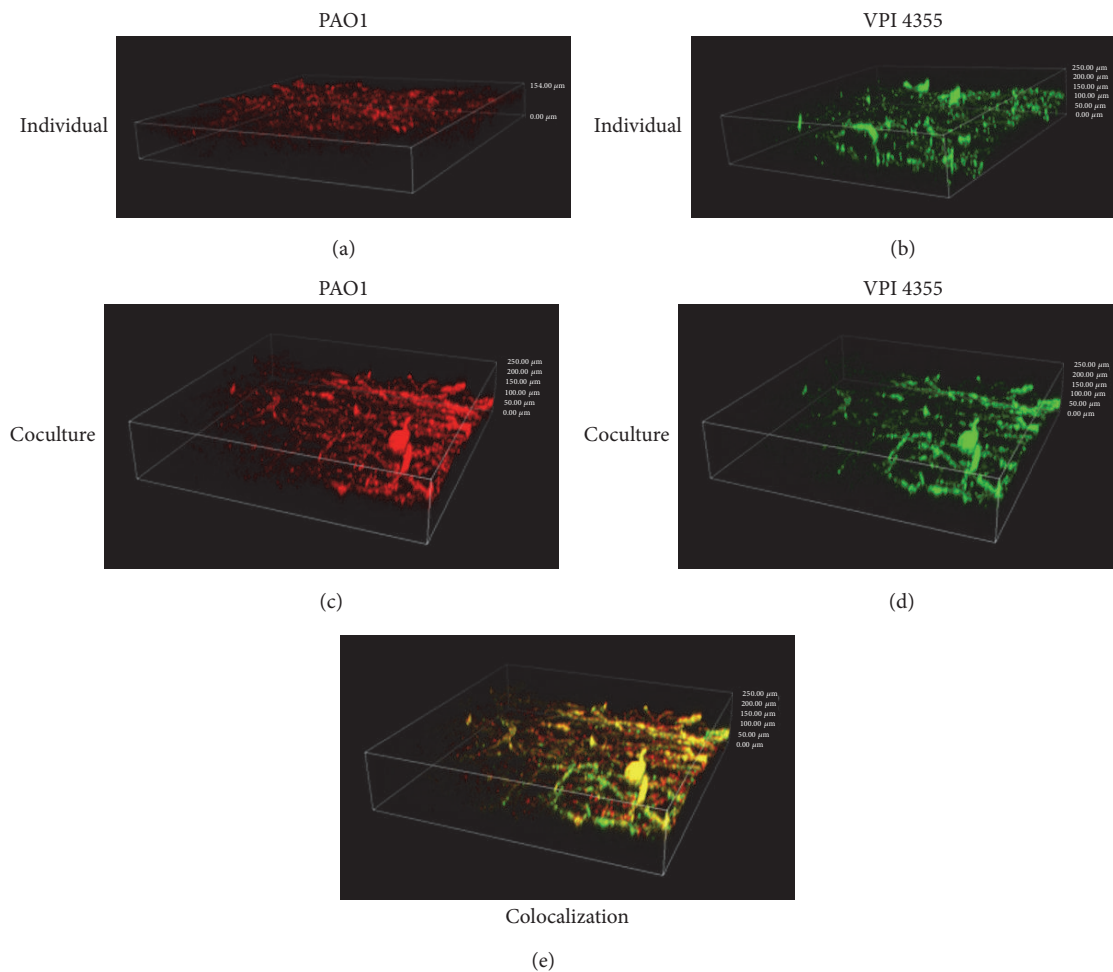 PAO1
VPI 4355
Individual
154.00 µm
0.00 µm
Individual
250.00 µm
200.00 µm
150.00 µm
100.00 µm
50.00 µm
0.00 µm
(a)
(b)
PAO1
VPI 4355
Coculture
250.00 µm
200.00 µm
150.00 µm
100.00 µm
50.00 µm
0.00 µm
Coculture
250.00 µm
200.00 µm
150.00 µm
100.00 µm
50.00 µm
0.00 µm
(c)
(d)
250.00 µm
200.00 µm
150.00 µm
100.00 µm
50.00 µm
0.00 µm
Colocalization
(e)